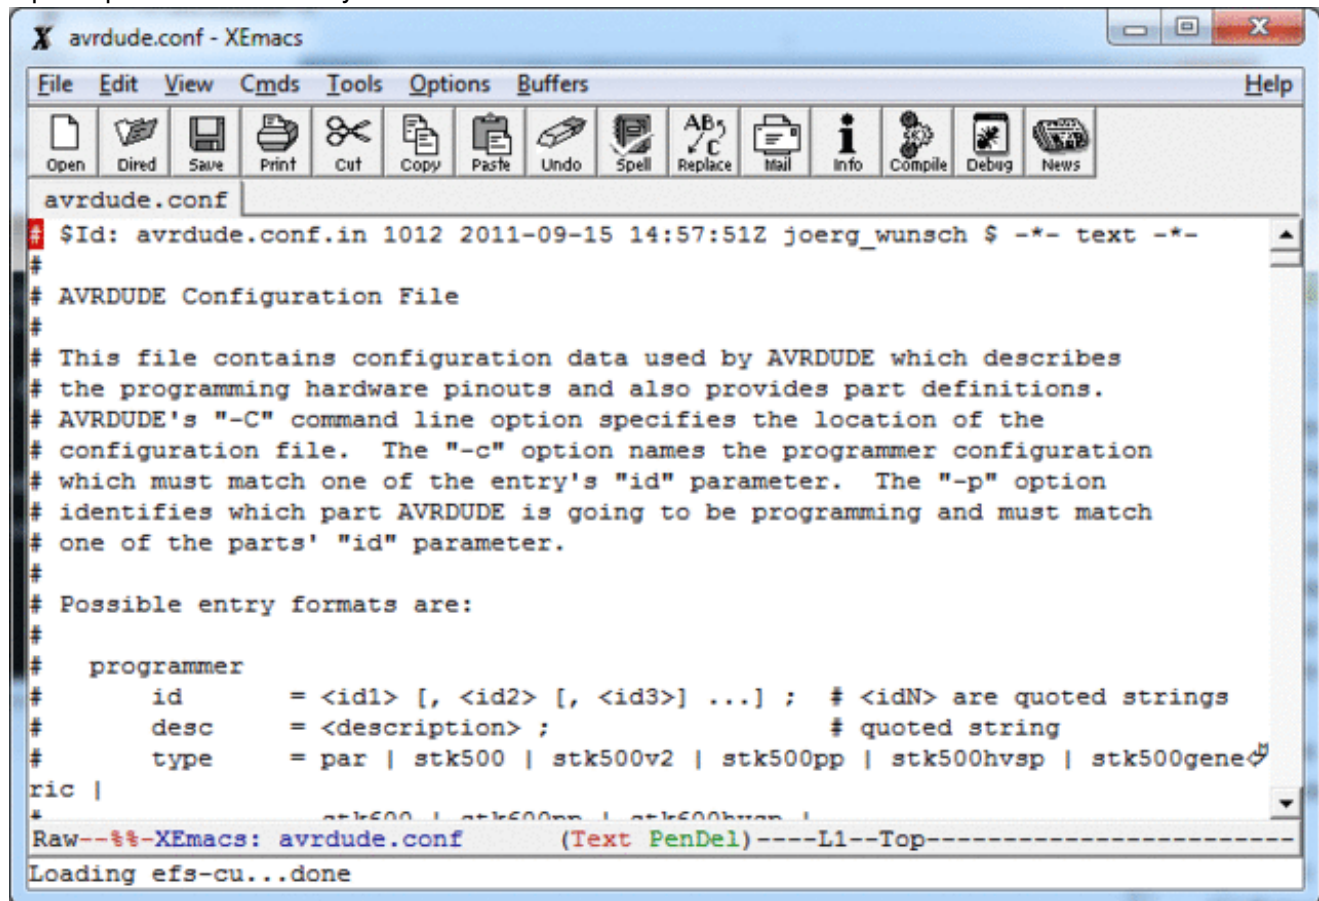 avrdude.conf - XEmacs
File Edit View Cmds Tools Options Buffers Help
Open Dired Save Print Cut Copy Paste Undo Spell Replace Mail Info Compile Debug News
avrdude.conf
# $Id: avrdude.conf.in 1012 2011-09-15 14:57:51Z joerg_wunsch $ -*- text -*-
#
# AVRDUDE Configuration File
#
# This file contains configuration data used by AVRDUDE which describes
# the programming hardware pinouts and also provides part definitions.
# AVRDUDE's "-C" command line option specifies the location of the
# configuration file.  The "-c" option names the programmer configuration
# which must match one of the entry's "id" parameter.  The "-p" option
# identifies which part AVRDUDE is going to be programming and must match
# one of the parts' "id" parameter.
#
# Possible entry formats are:
#
#   programmer
#       id       = <id1> [, <id2> [, <id3>] ...] ;  # <idN> are quoted strings
#       desc     = <description> ;                  # quoted string
#       type     = par | stk500 | stk500v2 | stk500pp | stk500hvsp | stk500gene
ric |
# stk600 | stk600pp | stk600hvsp |
Raw--%%-XEmacs: avrdude.conf      (Text PenDel)----L1--Top------------------------
Loading efs-cu...done